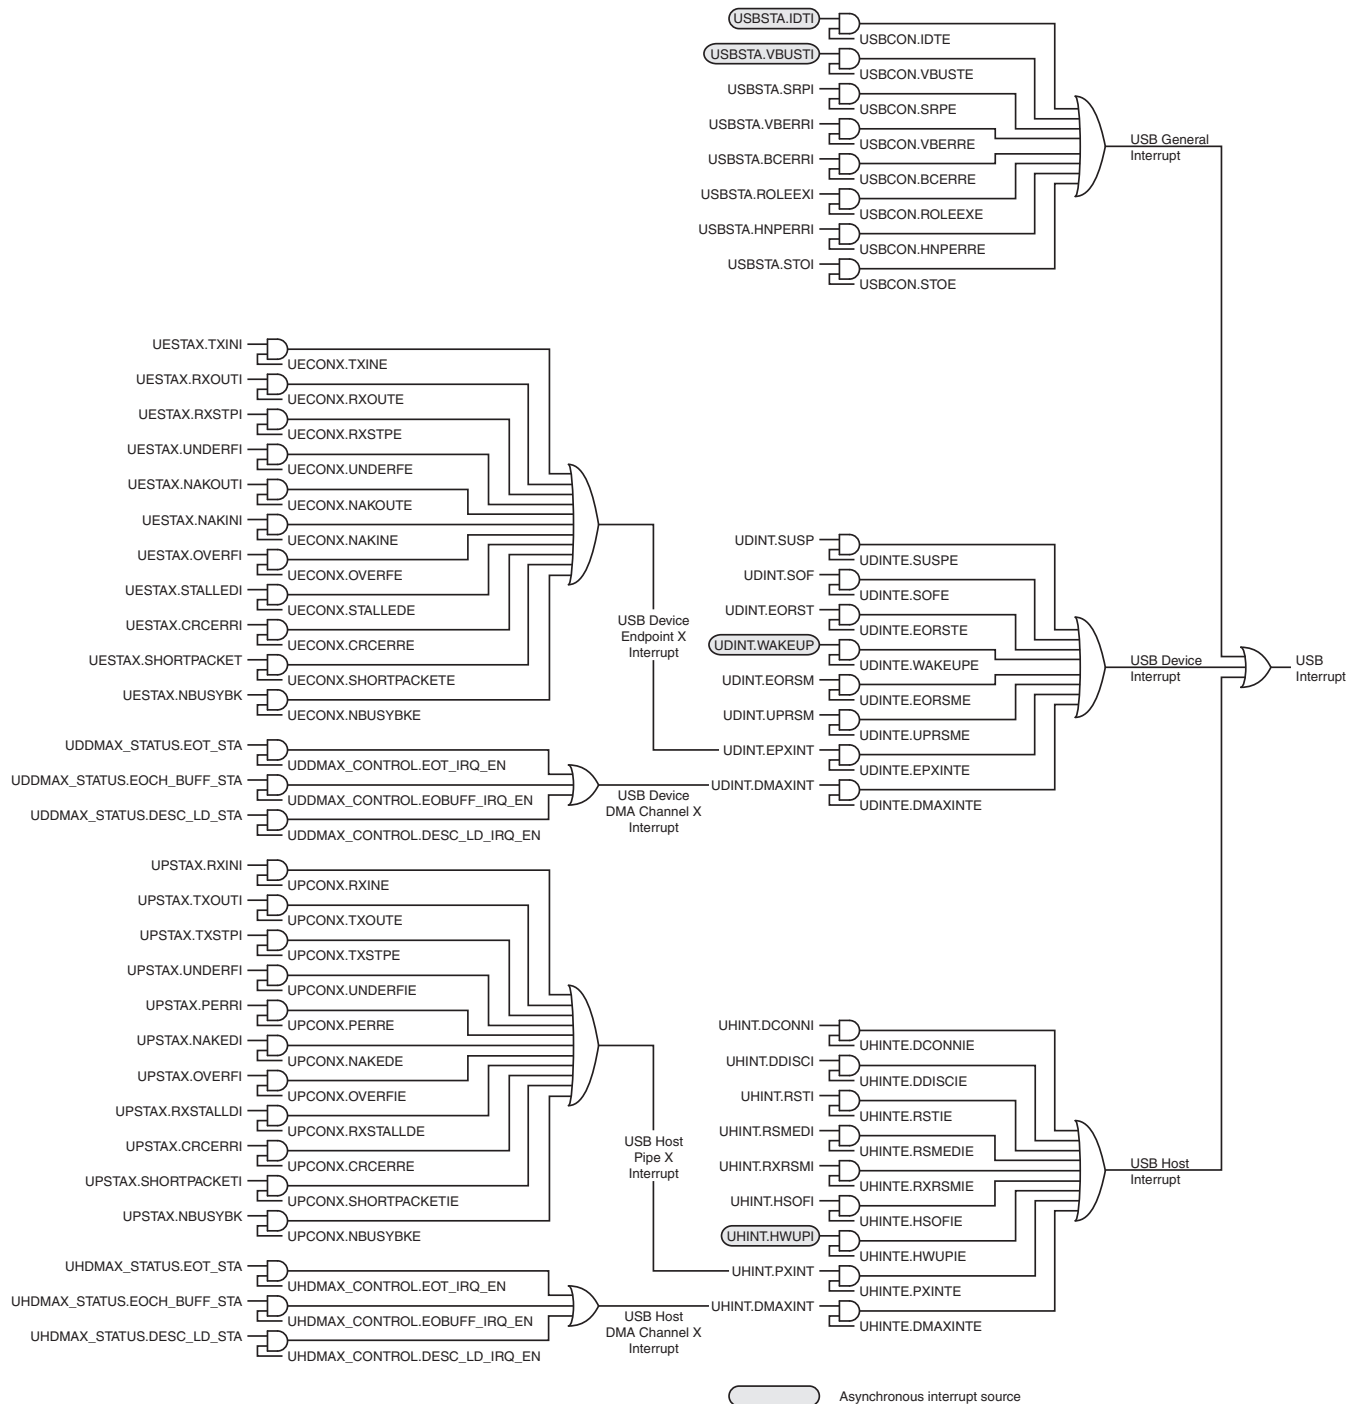 USBSTA.IDTI
USBCON.IDTE
USBSTA.VBUSTI
USBCON.VBUSTE
USBSTA.SRPI
USBCON.SRPE
USBSTA.VBERRI
USBCON.VBERRE
USBSTA.BCERRI
USBCON.BCERRE
USBSTA.ROLEEXI
USBCON.ROLEEXE
USBSTA.HNPERRI
USBCON.HNPERRE
USBSTA.STOI
USBCON.STOE
USB General
Interrupt
UESTAX.TXINI
UECONX.TXINE
UESTAX.RXOUTI
UECONX.RXOUTE
UESTAX.RXSTPI
UECONX.RXSTPE
UESTAX.UNDERFI
UECONX.UNDERFE
UESTAX.NAKOUTI
UECONX.NAKOUTE
UESTAX.NAKINI
UECONX.NAKINE
UESTAX.OVERFI
UECONX.OVERFE
UESTAX.STALLEDI
UECONX.STALLEDE
UESTAX.CRCERRI
UECONX.CRCERRE
UESTAX.SHORTPACKET
UECONX.SHORTPACKETE
UESTAX.NBUSYBK
UECONX.NBUSYBKE
USB Device
Endpoint X
Interrupt
UDDMAX_STATUS.EOT_STA
UDDMAX_CONTROL.EOT_IRQ_EN
UDDMAX_STATUS.EOCH_BUFF_STA
UDDMAX_CONTROL.EOBUFF_IRQ_EN
UDDMAX_STATUS.DESC_LD_STA
UDDMAX_CONTROL.DESC_LD_IRQ_EN
USB Device
DMA Channel X
Interrupt
UDINT.SUSP
UDINTE.SUSPE
UDINT.SOF
UDINTE.SOFE
UDINT.EORST
UDINTE.EORSTE
UDINT.WAKEUP
UDINTE.WAKEUPE
UDINT.EORSM
UDINTE.EORSME
UDINT.UPRSM
UDINTE.UPRSME
UDINT.EPXINT
UDINTE.EPXINTE
UDINT.DMAXINT
UDINTE.DMAXINTE
USB Device
Interrupt
USB
Interrupt
UPSTAX.RXINI
UPCONX.RXINE
UPSTAX.TXOUTI
UPCONX.TXOUTE
UPSTAX.TXSTPI
UPCONX.TXSTPE
UPSTAX.UNDERFI
UPCONX.UNDERFIE
UPSTAX.PERRI
UPCONX.PERRE
UPSTAX.NAKEDI
UPCONX.NAKEDE
UPSTAX.OVERFI
UPCONX.OVERFIE
UPSTAX.RXSTALLDI
UPCONX.RXSTALLDE
UPSTAX.CRCERRI
UPCONX.CRCERRE
UPSTAX.SHORTPACKETI
UPCONX.SHORTPACKETIE
UPSTAX.NBUSYBK
UPCONX.NBUSYBKE
USB Host
Pipe X
Interrupt
UHDMAX_STATUS.EOT_STA
UHDMAX_CONTROL.EOT_IRQ_EN
UHDMAX_STATUS.EOCH_BUFF_STA
UHDMAX_CONTROL.EOBUFF_IRQ_EN
UHDMAX_STATUS.DESC_LD_STA
UHDMAX_CONTROL.DESC_LD_IRQ_EN
USB Host
DMA Channel X
Interrupt
UHINT.DCONNI
UHINTE.DCONNIE
UHINT.DDISCI
UHINTE.DDISCIE
UHINT.RSTI
UHINTE.RSTIE
UHINT.RSMEDI
UHINTE.RSMEDIE
UHINT.RXRSMI
UHINTE.RXRSMIE
UHINT.HSOFI
UHINTE.HSOFIE
UHINT.HWUPI
UHINTE.HWUPIE
UHINT.PXINT
UHINTE.PXINTE
UHINT.DMAXINT
UHINTE.DMAXINTE
USB Host
Interrupt
Asynchronous interrupt source